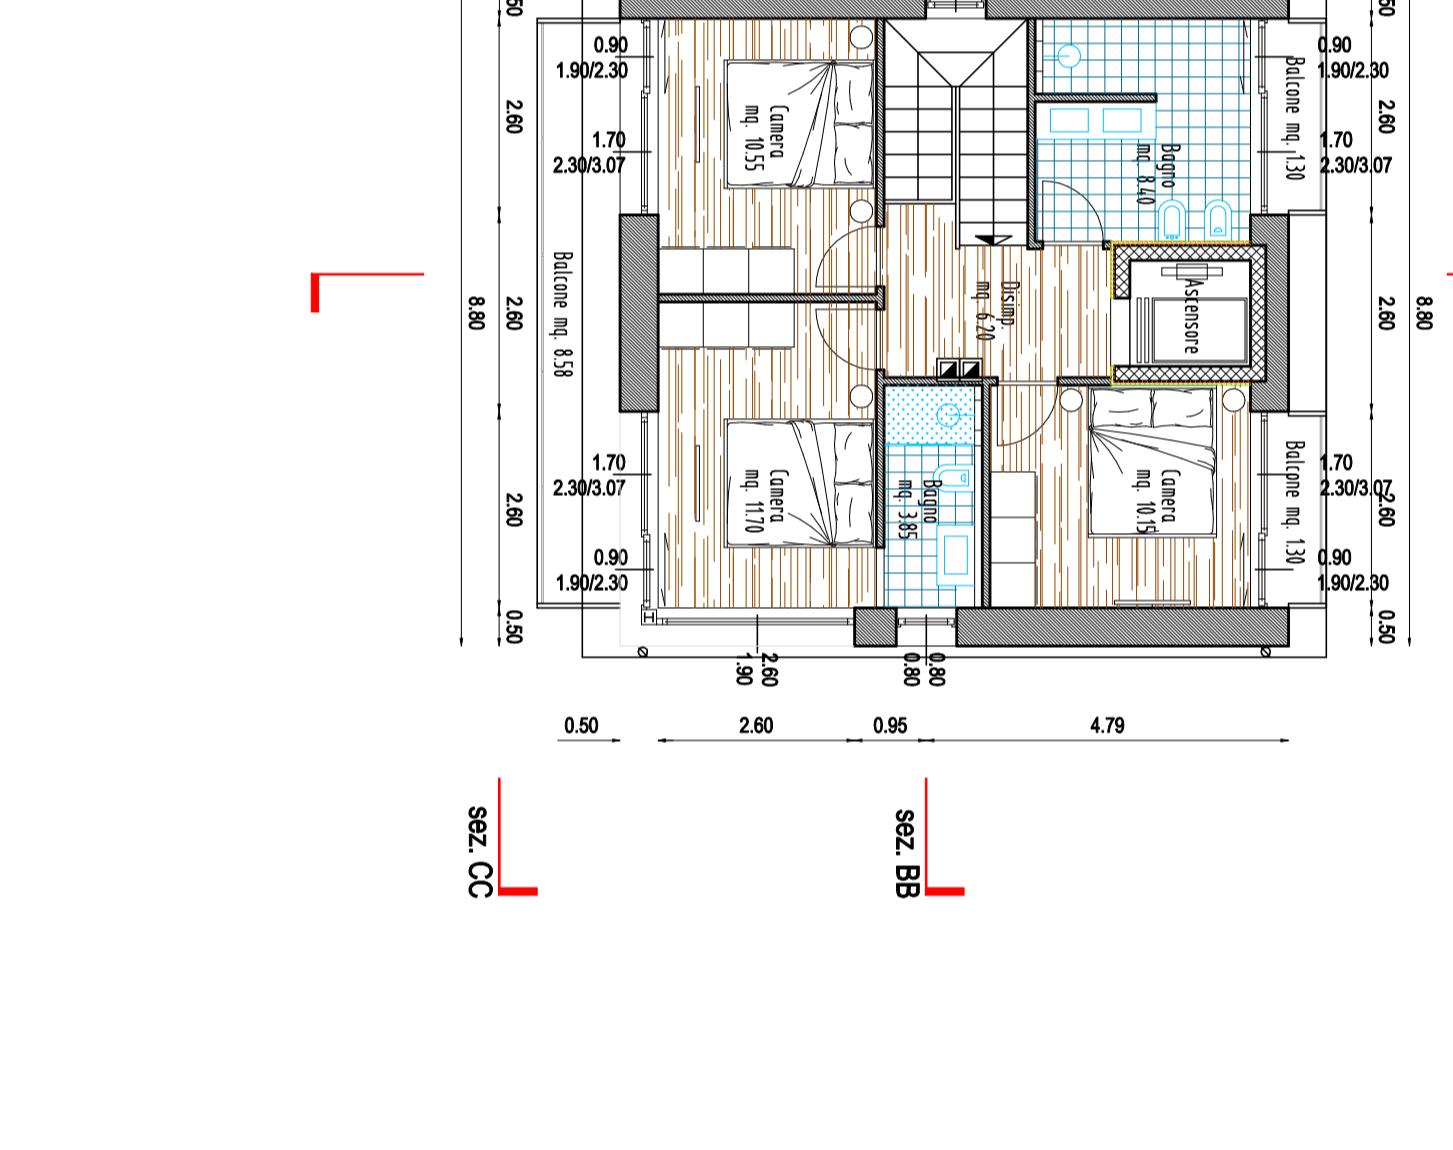 .50
.50
0.90
1.90/2.30
0.90
1.90/2.30
Balcone mq. 1.30
2.60
1.70
2.30/3.07
Camera
mq. 10.55
Bagno
mq. 8.40
1.70
2.30/3.07
2.60
Balcone mq. 8.58
8.80
2.60
Disimp.
mq. 6.20
Ascensore
2.60
8.80
1.70
2.30/3.07
2.60
Camera
mq. 11.70
Bagno
mq. 3.85
Camera
mq. 10.15
Balcone mq. 1.30
1.70
2.30/3.07
2.60
0.90
1.90/2.30
0.90
1.90/2.30
0.50
0.50
2.60
1.90
0.80
0.80
0.50
2.60
0.95
4.79
sez. CC
sez. BB